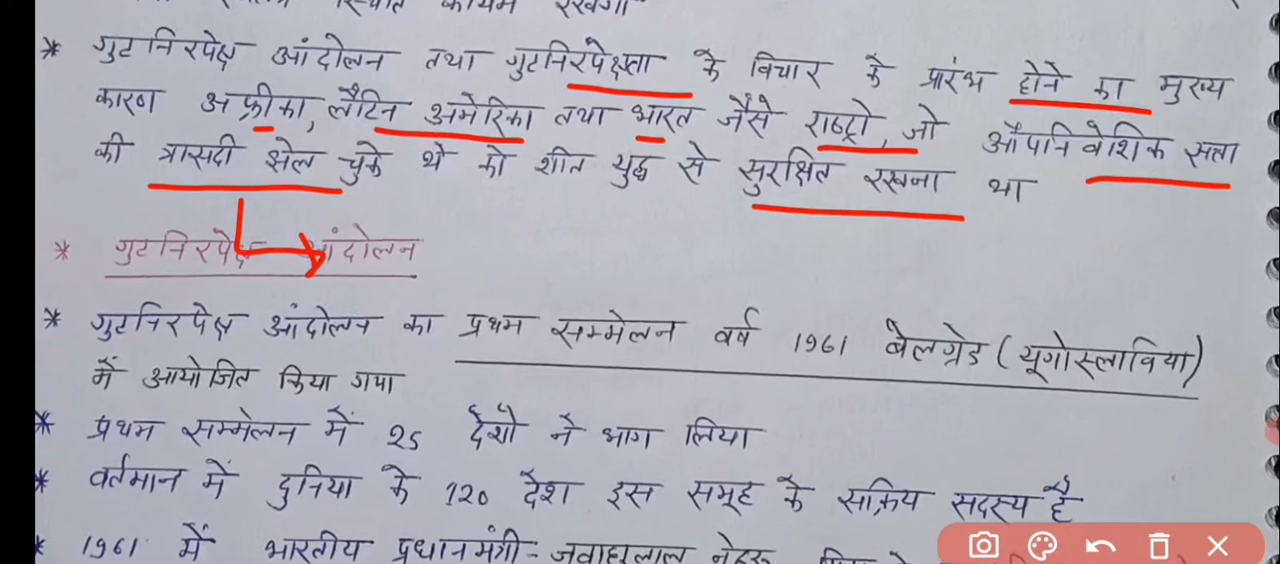 कायम रखेगा
* गुटनिरपेक्ष आंदोलन तथा गुटनिरपेक्षता के विचार के प्रारंभ होने का मुख्य
कारण अफ्रीका, लैटिन अमेरिका तथा भारत जैसे राष्ट्रो, जो औपनिवेशिक सत्ता
की त्रासदी झेल चुके थे को शीत युद्ध से सुरक्षित रखना था
* गुटनिरपेक्ष आंदोलन
* गुटनिरपेक्ष आंदोलन का प्रथम सम्मेलन वर्ष 1961 बेलग्रेड (यूगोस्लाविया)
में आयोजित किया गया
* प्रथम सम्मेलन में 25 देशों ने भाग लिया
* वर्तमान में दुनिया के 120 देश इस समूह के सक्रिय सदस्य है
* 1961 में भारतीय प्रधानमंत्री - जवाहरलाल नेहरू